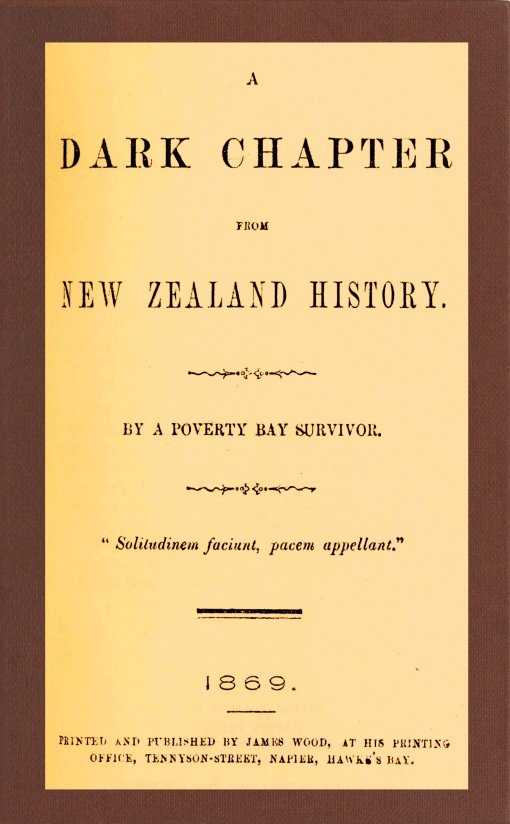 A
DARK CHAPTER
FROM
NEW ZEALAND HISTORY.
BY A POVERTY BAY SURVIVOR.
“ Solitudinem faciunt, pacem appellant.”
1869.
PRINTED AND PUBLISHED BY JAMES WOOD, AT HIS PRINTING
OFFICE, TENNYSON-STREET, NAPIER, HAWKE'S BAY.